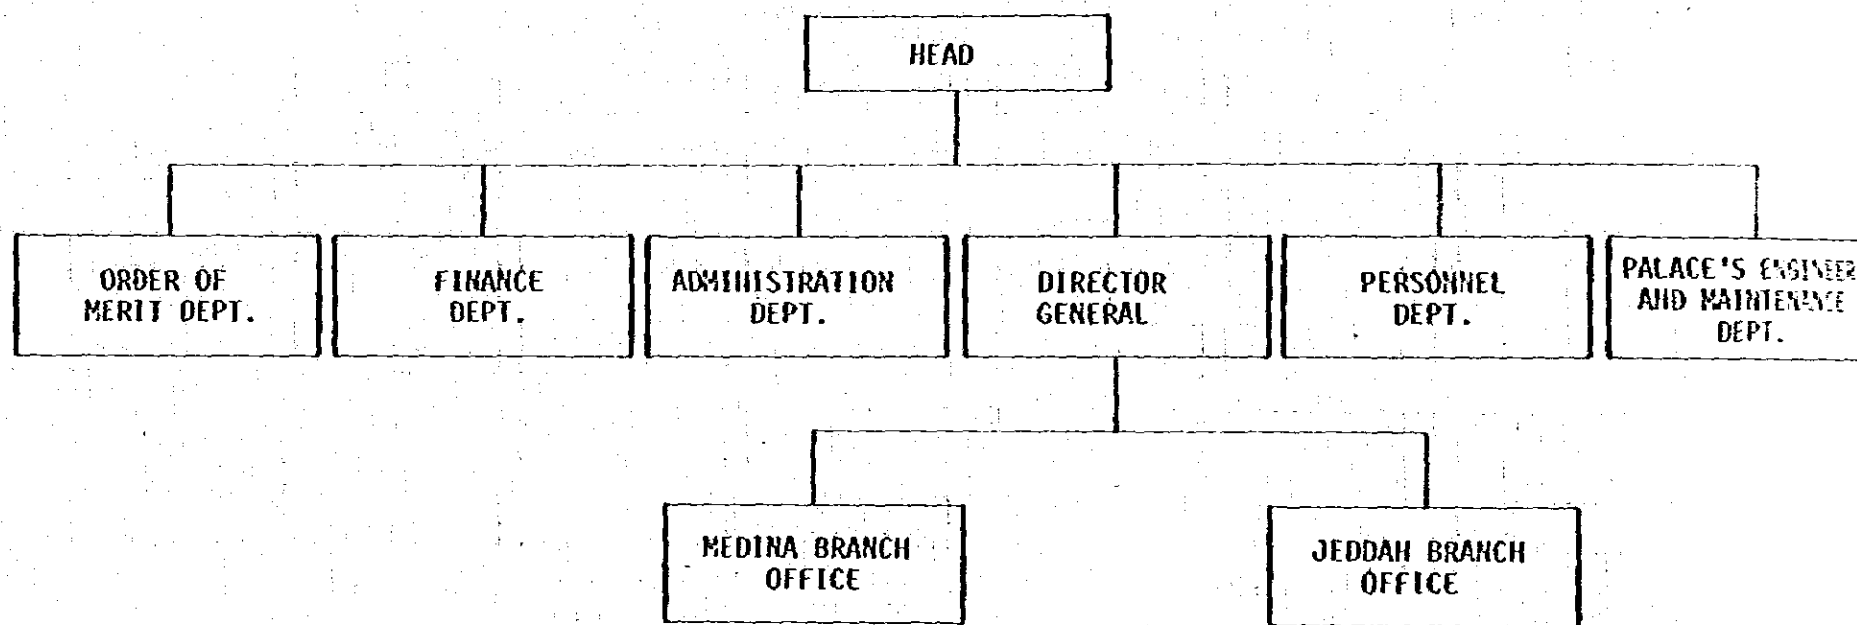 HEAD
ORDER OF
MERIT DEPT.
FINANCE
DEPT.
ADMINISTRATION
DEPT.
DIRECTOR
GENERAL
PERSONNEL
DEPT.
PALACE'S
AND MAINTENANCE
DEPT.
MEDINA BRANCH
OFFICE
JEDDAH BRANCH
OFFICE